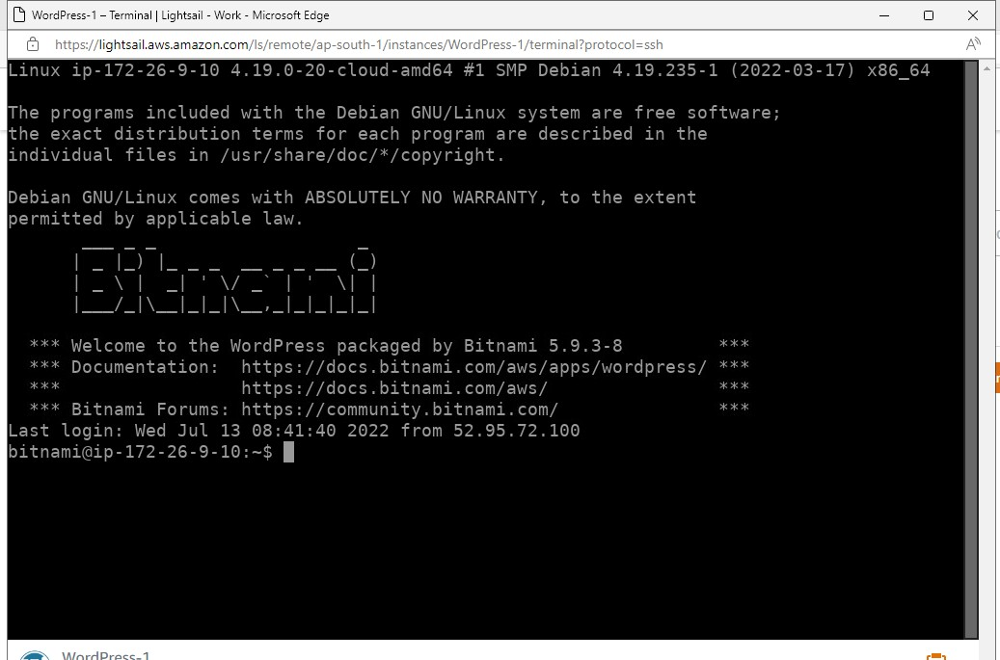 WordPress-1 – Terminal | Lightsail - Work - Microsoft Edge
https://lightsail.aws.amazon.com/ls/remote/ap-south-1/instances/WordPress-1/terminal?protocol=ssh
Linux ip-172-26-9-10 4.19.0-20-cloud-amd64 #1 SMP Debian 4.19.235-1 (2022-03-17) x86_64
The programs included with the Debian GNU/Linux system are free software;
the exact distribution terms for each program are described in the
individual files in /usr/share/doc/*/copyright.
Debian GNU/Linux comes with ABSOLUTELY NO WARRANTY, to the extent
permitted by applicable law.
Bitnami
*** Welcome to the WordPress packaged by Bitnami 5.9.3-8 ***
*** Documentation: https://docs.bitnami.com/aws/apps/wordpress/ ***
*** https://docs.bitnami.com/aws/ ***
*** Bitnami Forums: https://community.bitnami.com/ ***
Last login: Wed Jul 13 08:41:40 2022 from 52.95.72.100
bitnami@ip-172-26-9-10:~$
WordPress-1